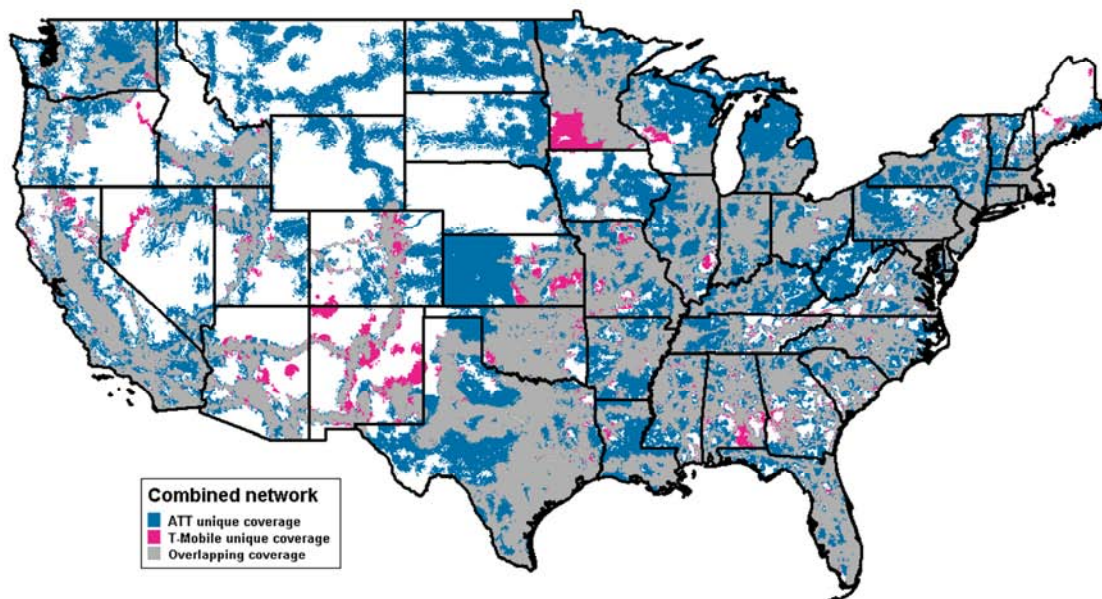 Combined network
ATT unique coverage
T-Mobile unique coverage
Overlapping coverage